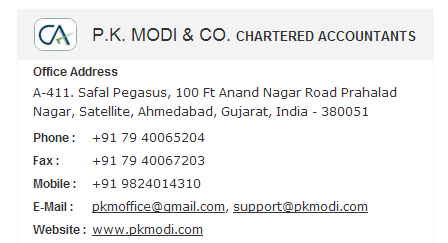 CA P.K. MODI & CO. CHARTERED ACCOUNTANTS
Office Address
A-411. Safal Pegasus, 100 Ft Anand Nagar Road Prahalad
Nagar, Satellite, Ahmedabad, Gujarat, India - 380051
Phone : +91 79 40065204
Fax : +91 79 40067203
Mobile : +91 9824014310
E-Mail : pkmoffice@gmail.com, support@pkmodi.com
Website : www.pkmodi.com